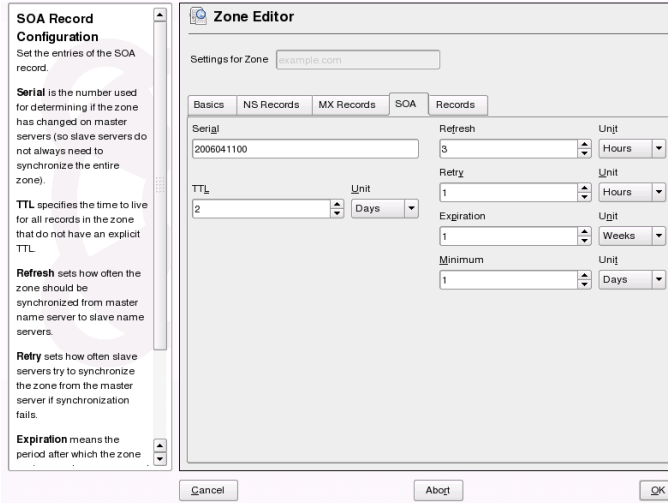 SOA Record
Configuration
Set the entries of the SOA
record.
Serial is the number used
for determining if the zone
has changed on master
servers (so slave servers do
not always need to
synchronize the entire
zone).
TTL specifies the time to live
for all records in the zone
that do not have an explicit
TTL.
Refresh sets how often the
zone should be
synchronized from master
name server to slave name
servers.
Retry sets how often slave
servers try to synchronize
the zone from the master
server if synchronization
fails.
Expiration means the
period after which the zone
Zone Editor
Settings for Zone example.com
Basics NS Records MX Records SOA Records
Serial
2006041100
TTL Unit
2 Days
Refresh Unit
3 Hours
Retry Unit
1 Hours
Expiration Unit
1 Weeks
Minimum Unit
1 Days
Cancel Abort OK